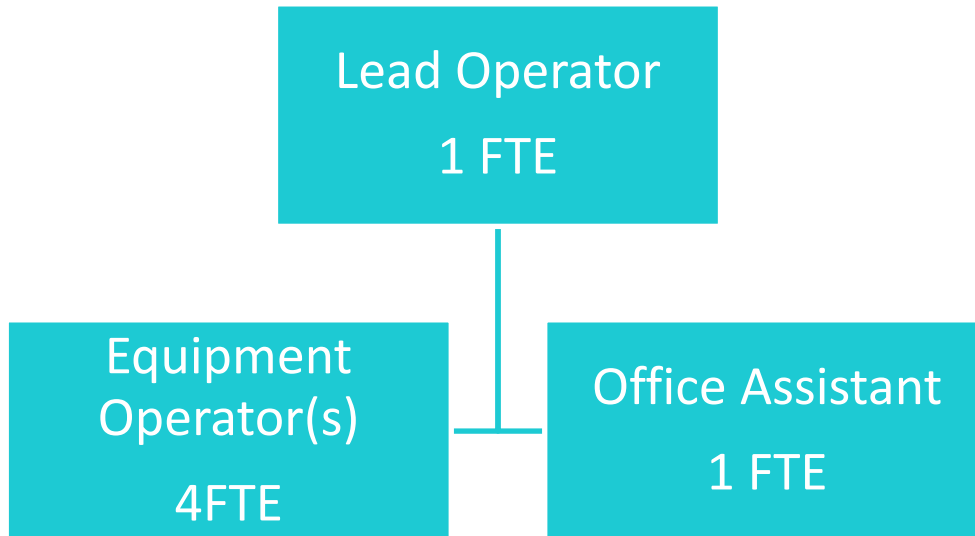 Lead Operator
1 FTE
Equipment
Operator(s)
4FTE
Office Assistant
1 FTE